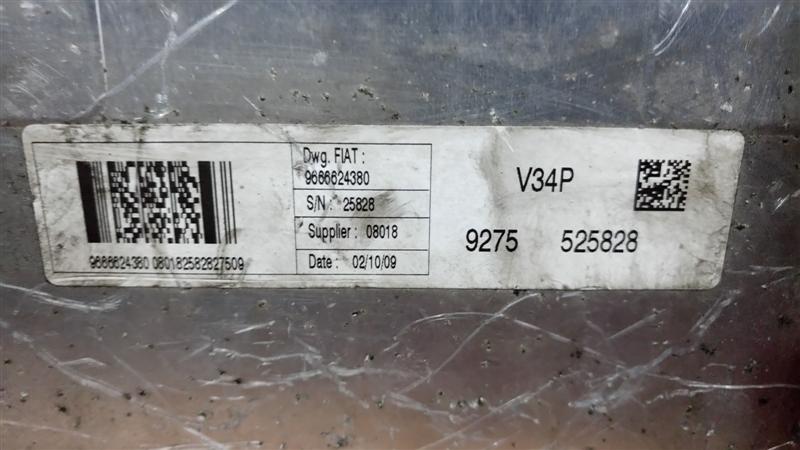 Dwg. FIAT :
9666624380
S/N : 25828
Supplier : 08018
Date : 02/10/09
9666624380 080182582827509
V34P
9275 525828